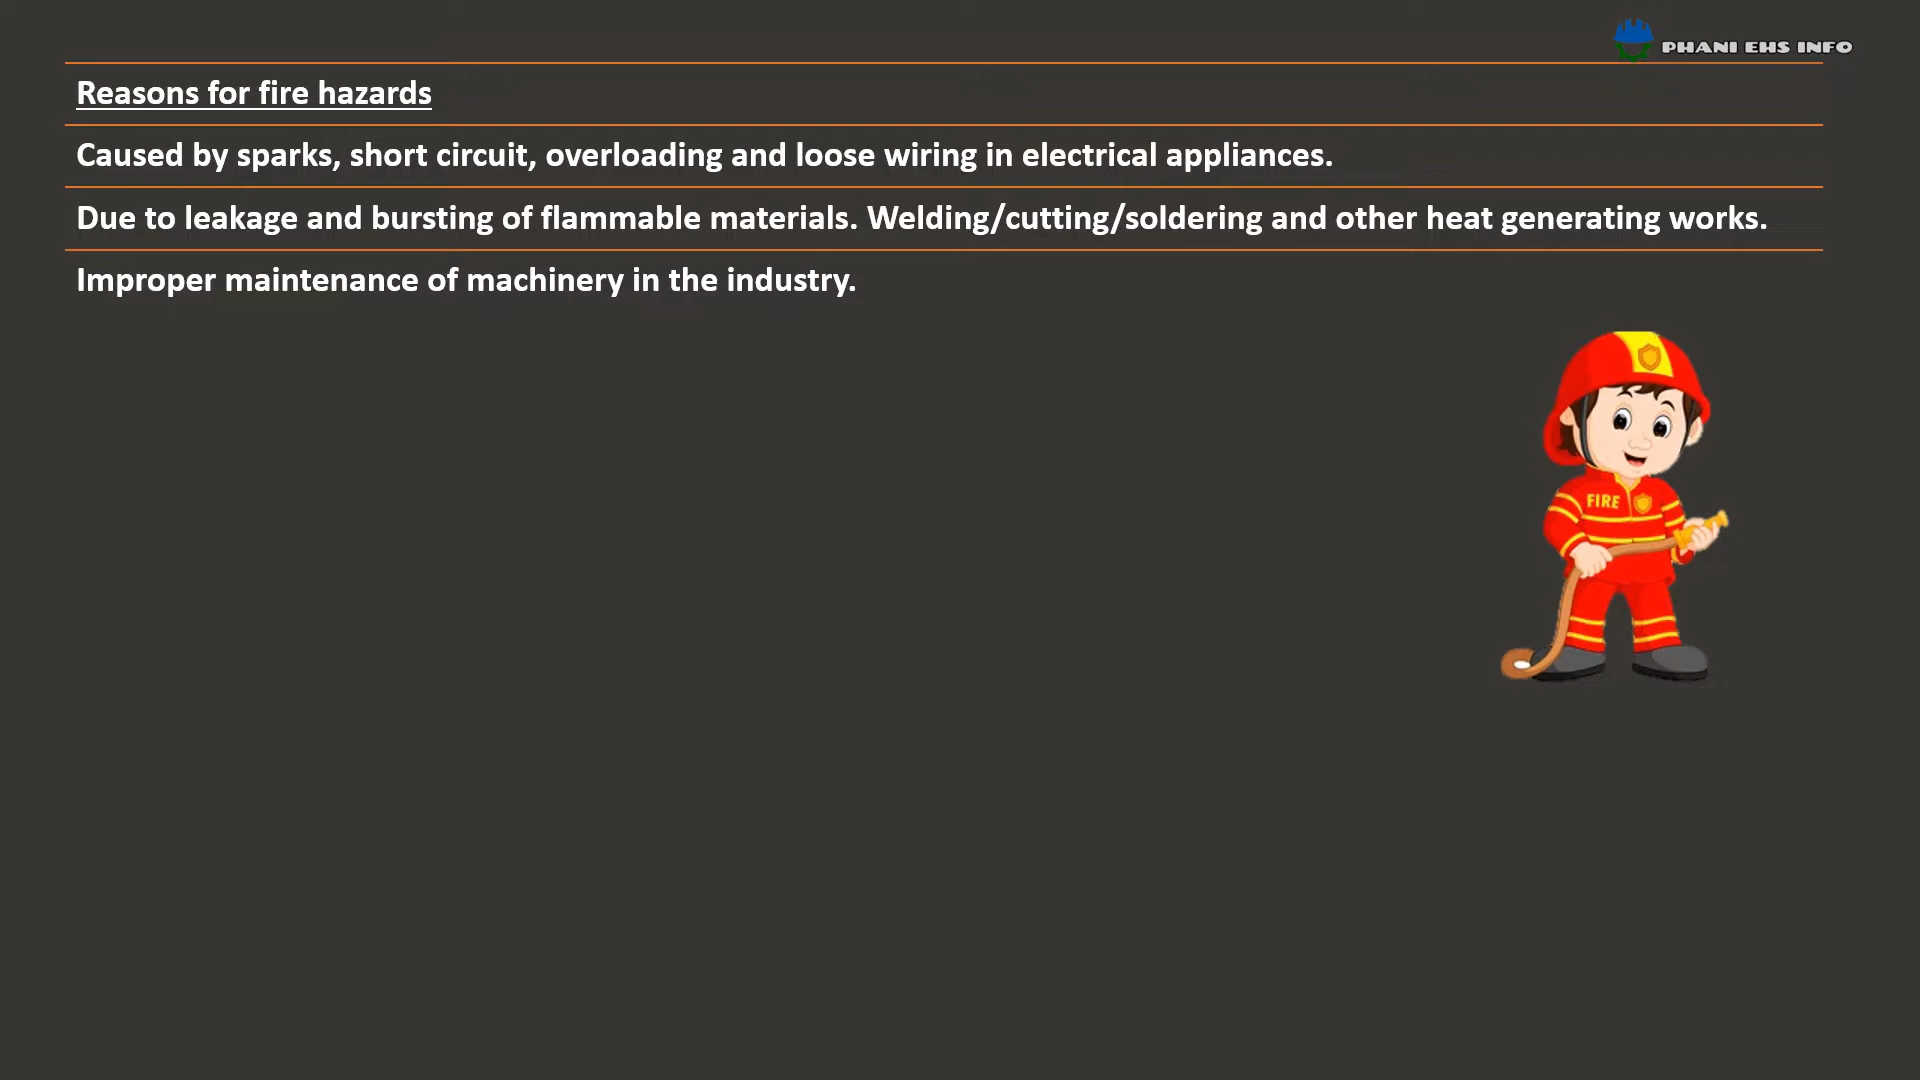 PHANI EHS INFO
Reasons for fire hazards
Caused by sparks, short circuit, overloading and loose wiring in electrical appliances.
Due to leakage and bursting of flammable materials. Welding/cutting/soldering and other heat generating works.
Improper maintenance of machinery in the industry.
FIRE